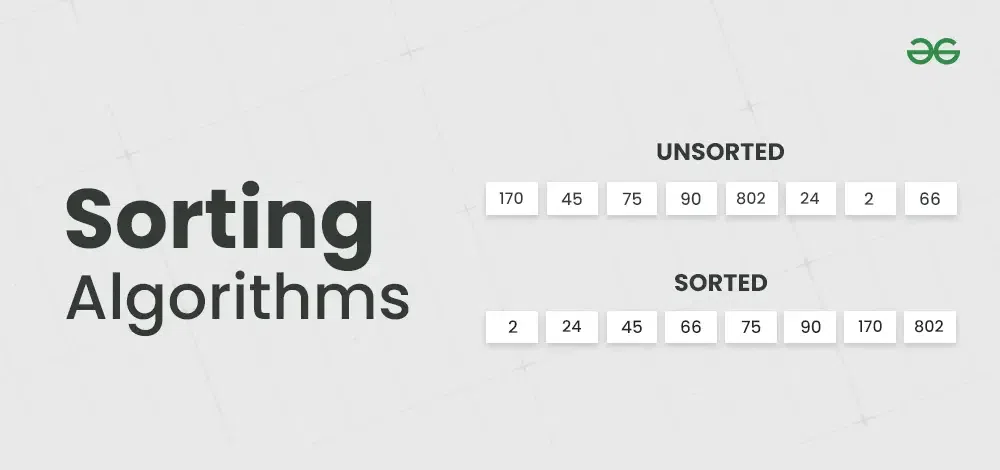 Sorting
Algorithms
UNSORTED
170 45 75 90 802 24 2 66
SORTED
2 24 45 66 75 90 170 802